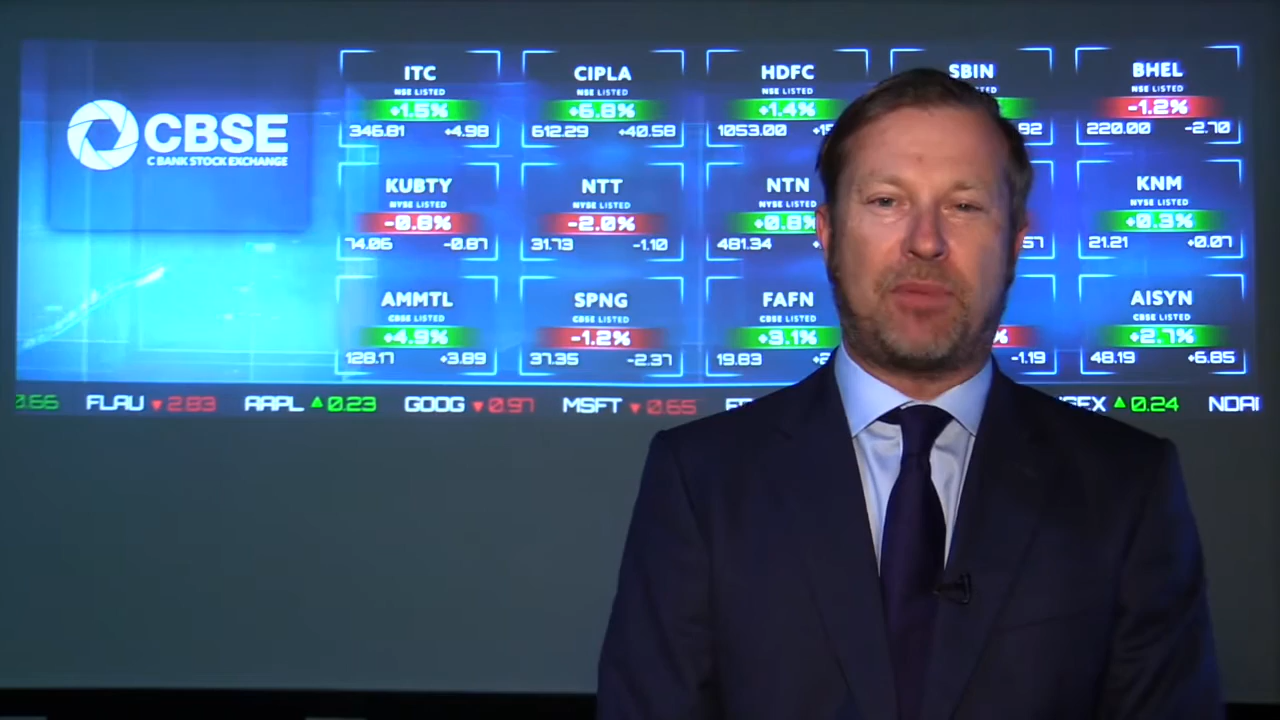 CBSE
C BANK STOCK EXCHANGE
ITC
NSE LISTED
+1.5%
346.81 +4.98
CIPLA
NSE LISTED
+6.8%
612.29 +40.58
HDFC
NSE LISTED
+1.4%
1053.00
SBIN
BHEL
NSE LISTED
-1.2%
220.00 -2.70
KUBTY
NYSE LISTED
-0.8%
74.06 -0.87
NTT
NYSE LISTED
-2.0%
31.73 -1.10
NTN
NYSE LISTED
+0.8%
481.34
KNM
NYSE LISTED
+0.3%
21.21 +0.07
AMMTL
CBSE LISTED
+4.9%
128.17 +3.89
SPNG
CBSE LISTED
-1.2%
37.35 -2.37
FAFN
CBSE LISTED
+3.1%
19.83
-1.19
AISYN
CBSE LISTED
+2.7%
48.19 +6.85
0.66 FLAU ▼2.83 AAPL ▲0.23 GOOG ▼0.97 MSFT ▼0.65 ▲0.24